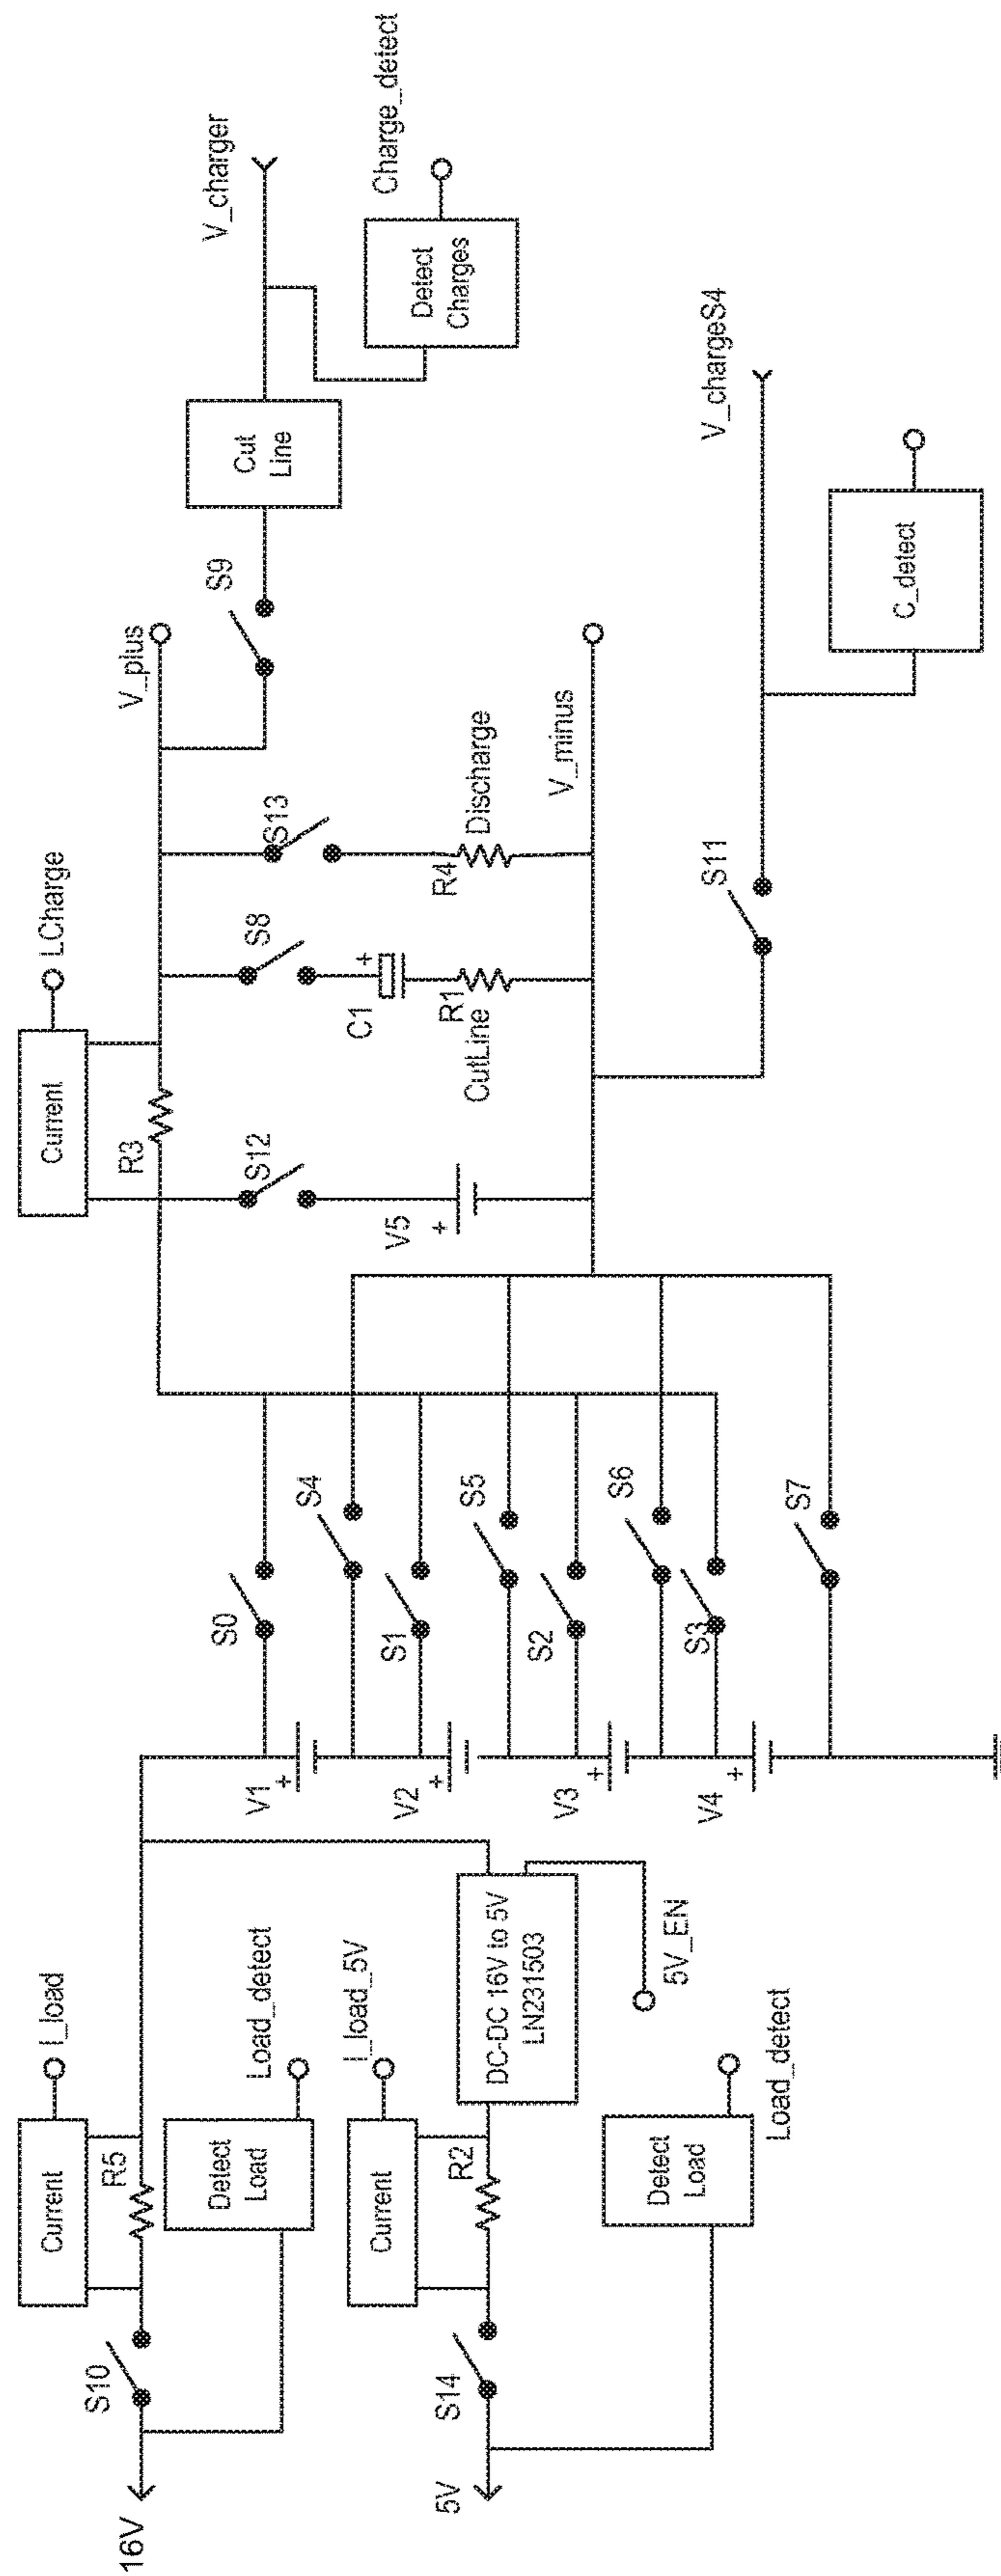 16V
S10
Current
I_load
R5
Detect
Load
Load_detect
5V
S14
Current
I_load_5V
R2
DC-DC 16V to 5V
LN231503
5V_EN
Detect
Load
Load_detect
V1
+
V2
+
V3
+
V4
+
S0
S4
S1
S5
S2
S6
S3
S7
Current
LCharge
R3
S12
V5
+
S8
C1
+
R1
CutLine
S13
R4
Discharge
V_plus
V_minus
S9
Cut
Line
V_charger
Detect
Charges
Charge_detect
S11
V_chargeS4
C_detect